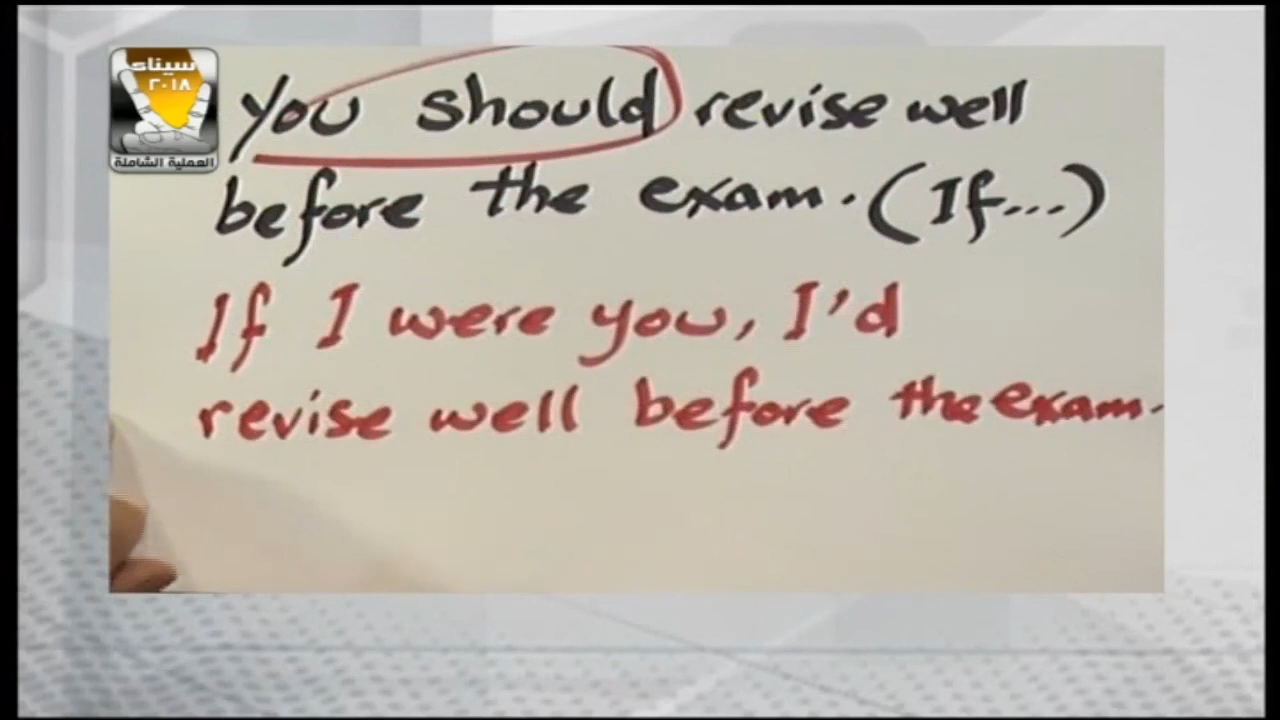 سيناء
٢٠١٨
العملية الشاملة
You should revise well
before the exam. (If...)
If I were you, I'd
revise well before the exam.